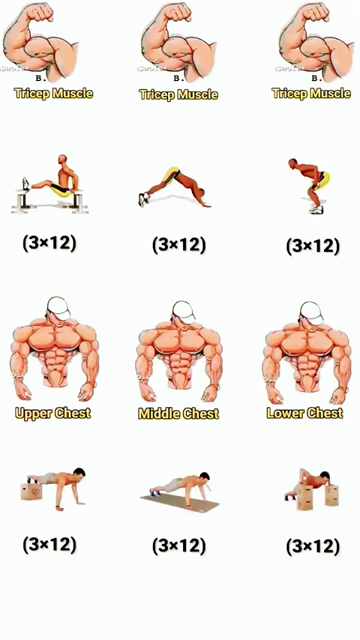 B. B. B.
Tricep Muscle Tricep Muscle Tricep Muscle
(3×12) (3×12) (3×12)
Upper Chest Middle Chest Lower Chest
(3×12) (3×12) (3×12)